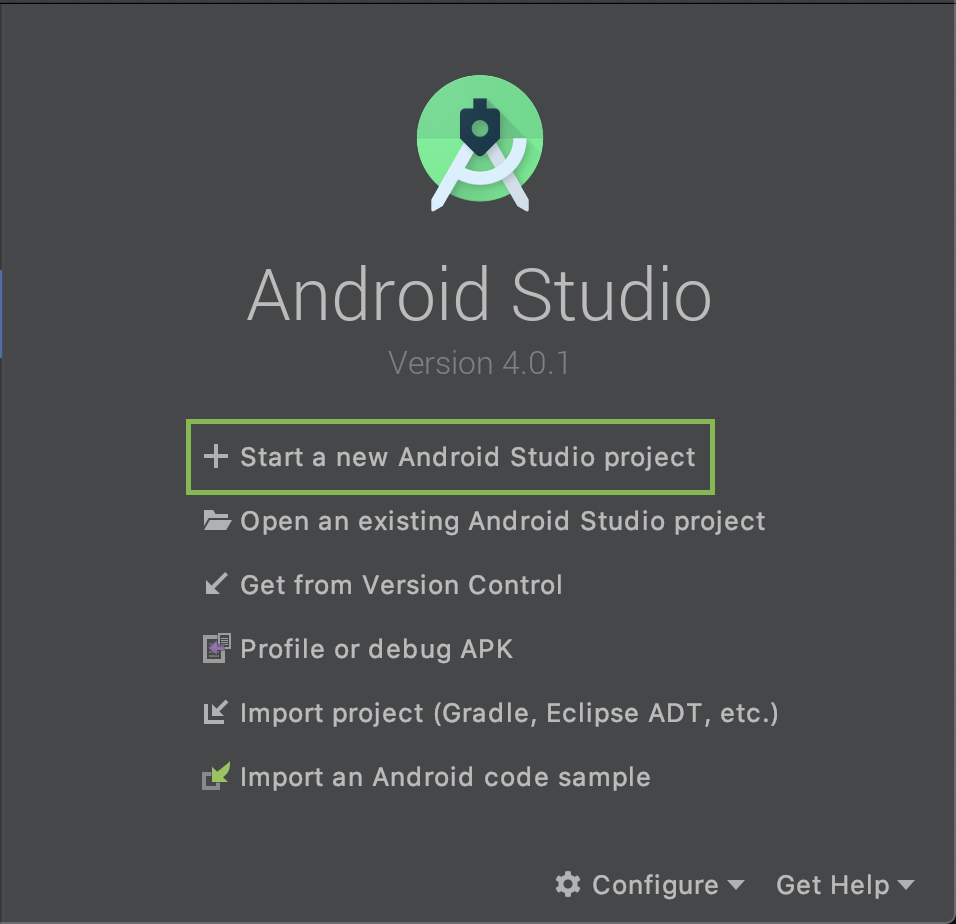 Android Studio
Version 4.0.1
Start a new Android Studio project
Open an existing Android Studio project
Get from Version Control
Profile or debug APK
Import project (Gradle, Eclipse ADT, etc.)
Import an Android code sample
Configure Get Help